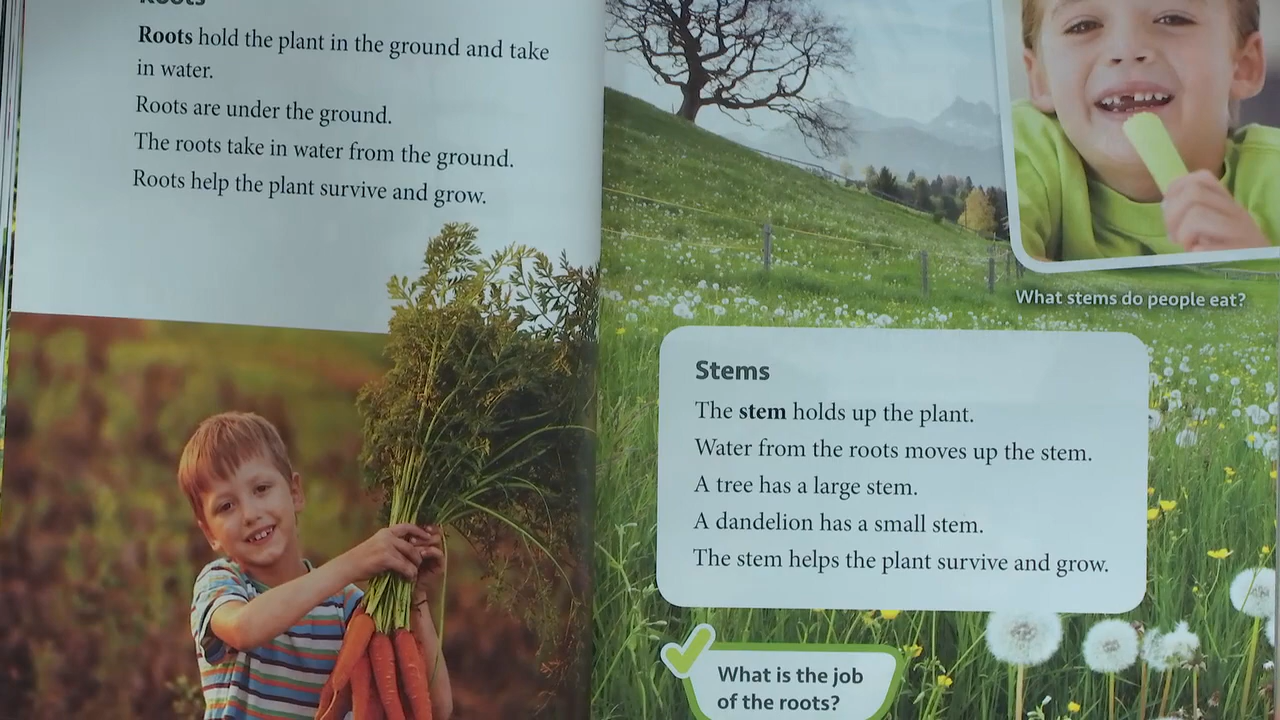 Roots
Roots hold the plant in the ground and take
in water.
Roots are under the ground.
The roots take in water from the ground.
Roots help the plant survive and grow.
What stems do people eat?
Stems
The stem holds up the plant.
Water from the roots moves up the stem.
A tree has a large stem.
A dandelion has a small stem.
The stem helps the plant survive and grow.
What is the job
of the roots?